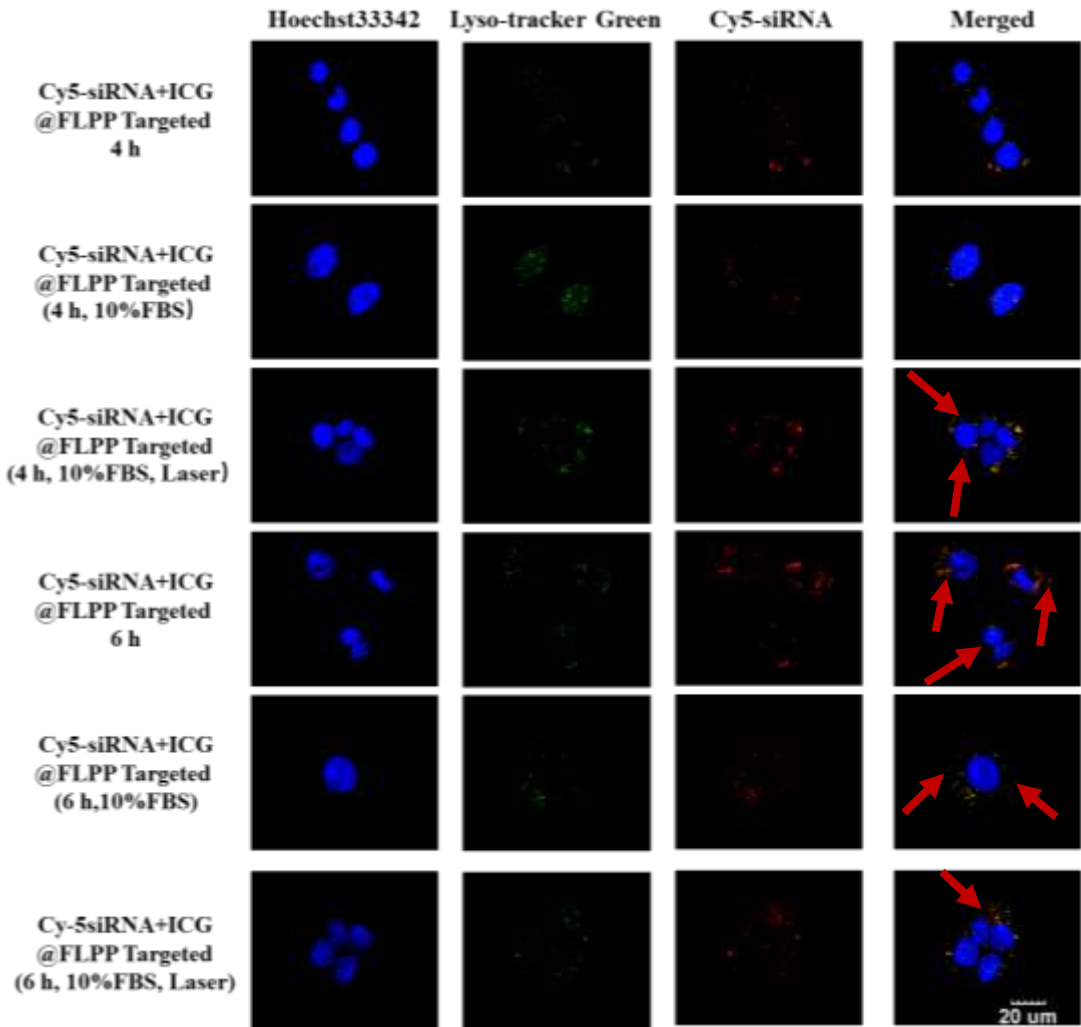 Hoechst33342 Lyso-tracker Green Cy5-siRNA Merged
Cy5-siRNA+ICG
@FLPP Targeted
4 h
Cy5-siRNA+ICG
@FLPP Targeted
(4 h, 10%FBS)
Cy5-siRNA+ICG
@FLPP Targeted
(4 h, 10%FBS, Laser)
Cy5-siRNA+ICG
@FLPP Targeted
6 h
Cy5-siRNA+ICG
@FLPP Targeted
(6 h,10%FBS)
Cy-5siRNA+ICG
@FLPP Targeted
(6 h, 10%FBS, Laser)
20 um